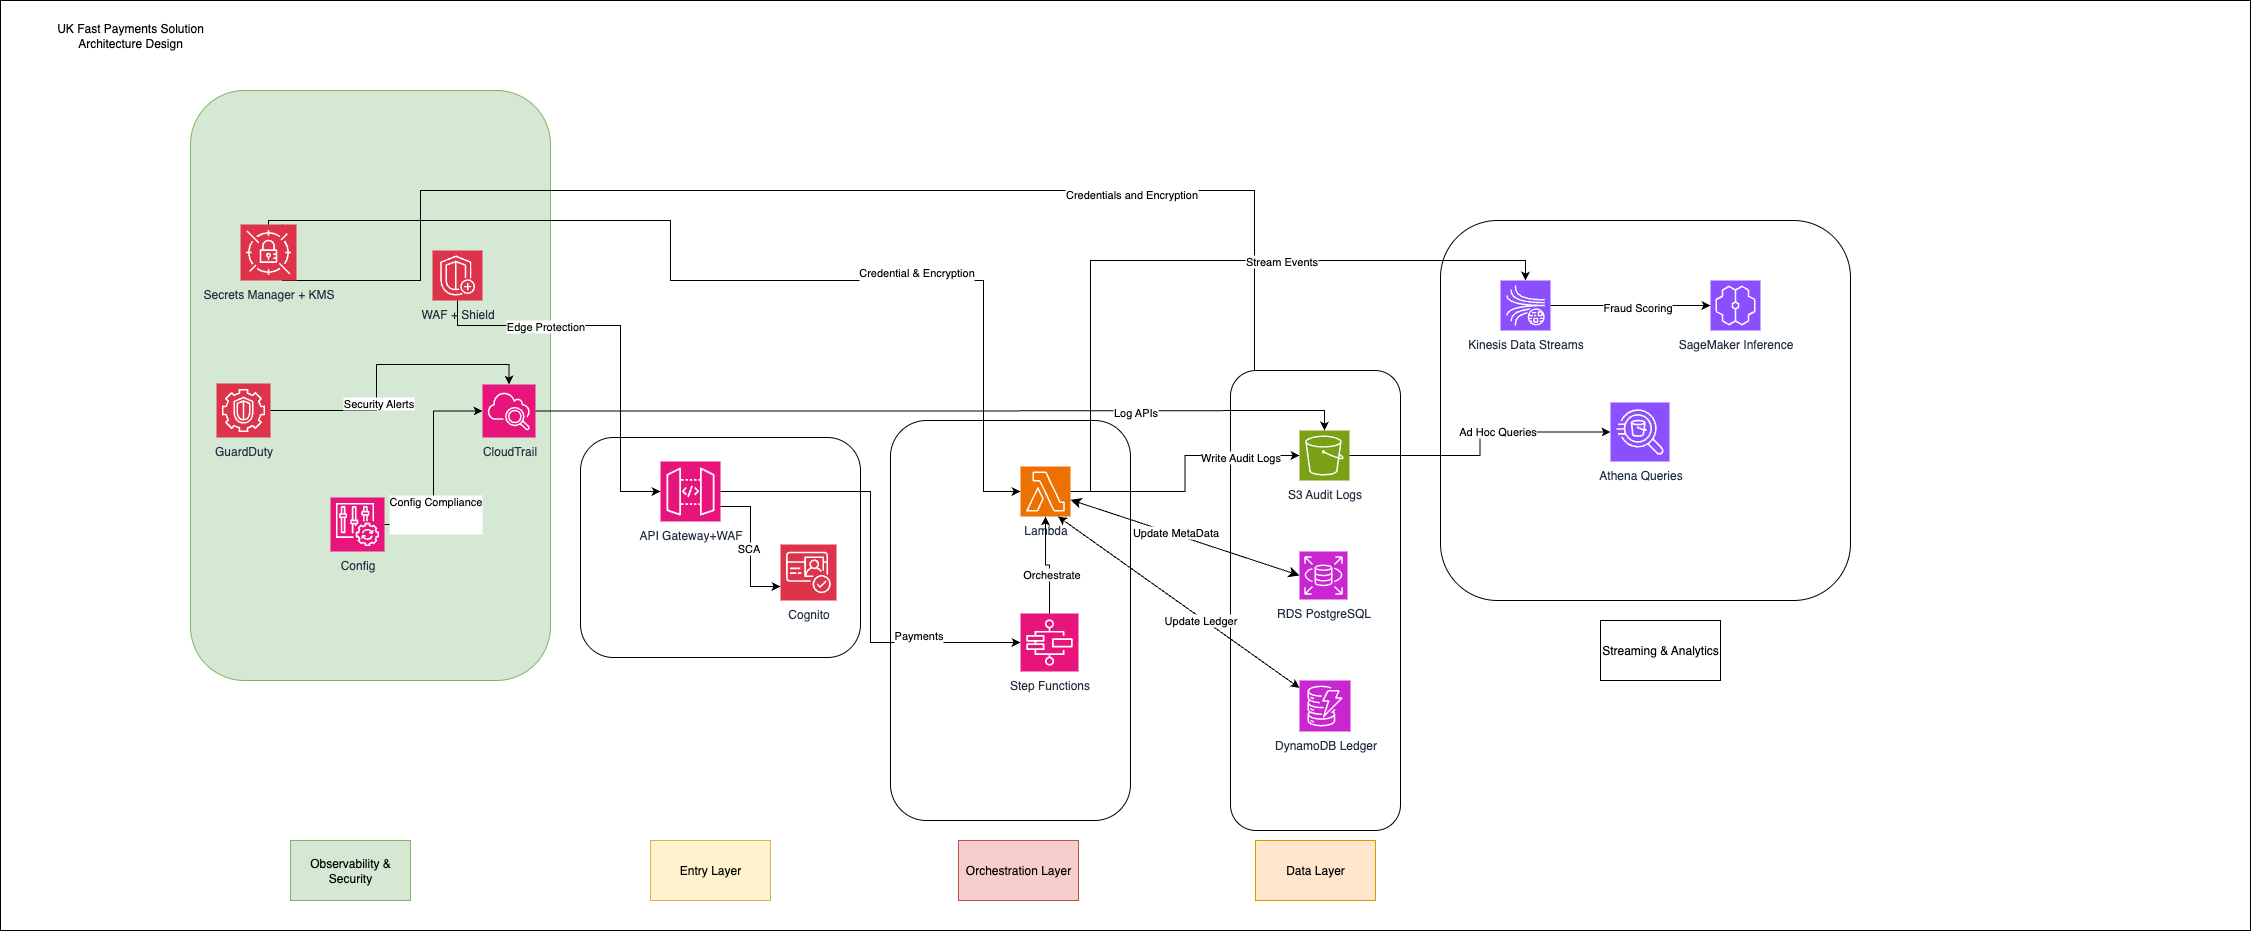 UK Fast Payments Solution
Architecture Design
Credentials and Encryption
Credential & Encryption
Stream Events
Secrets Manager + KMS
WAF + Shield
Edge Protection
Fraud Scoring
Kinesis Data Streams
SageMaker Inference
Security Alerts
Log APIs
GuardDuty
CloudTrail
Ad Hoc Queries
Write Audit Logs
Athena Queries
S3 Audit Logs
Config Compliance
Config
API Gateway+WAF
SCA
Lambda
Update MetaData
Orchestrate
Cognito
RDS PostgreSQL
Update Ledger
Payments
Step Functions
Streaming & Analytics
DynamoDB Ledger
Observability &
Security
Entry Layer
Orchestration Layer
Data Layer